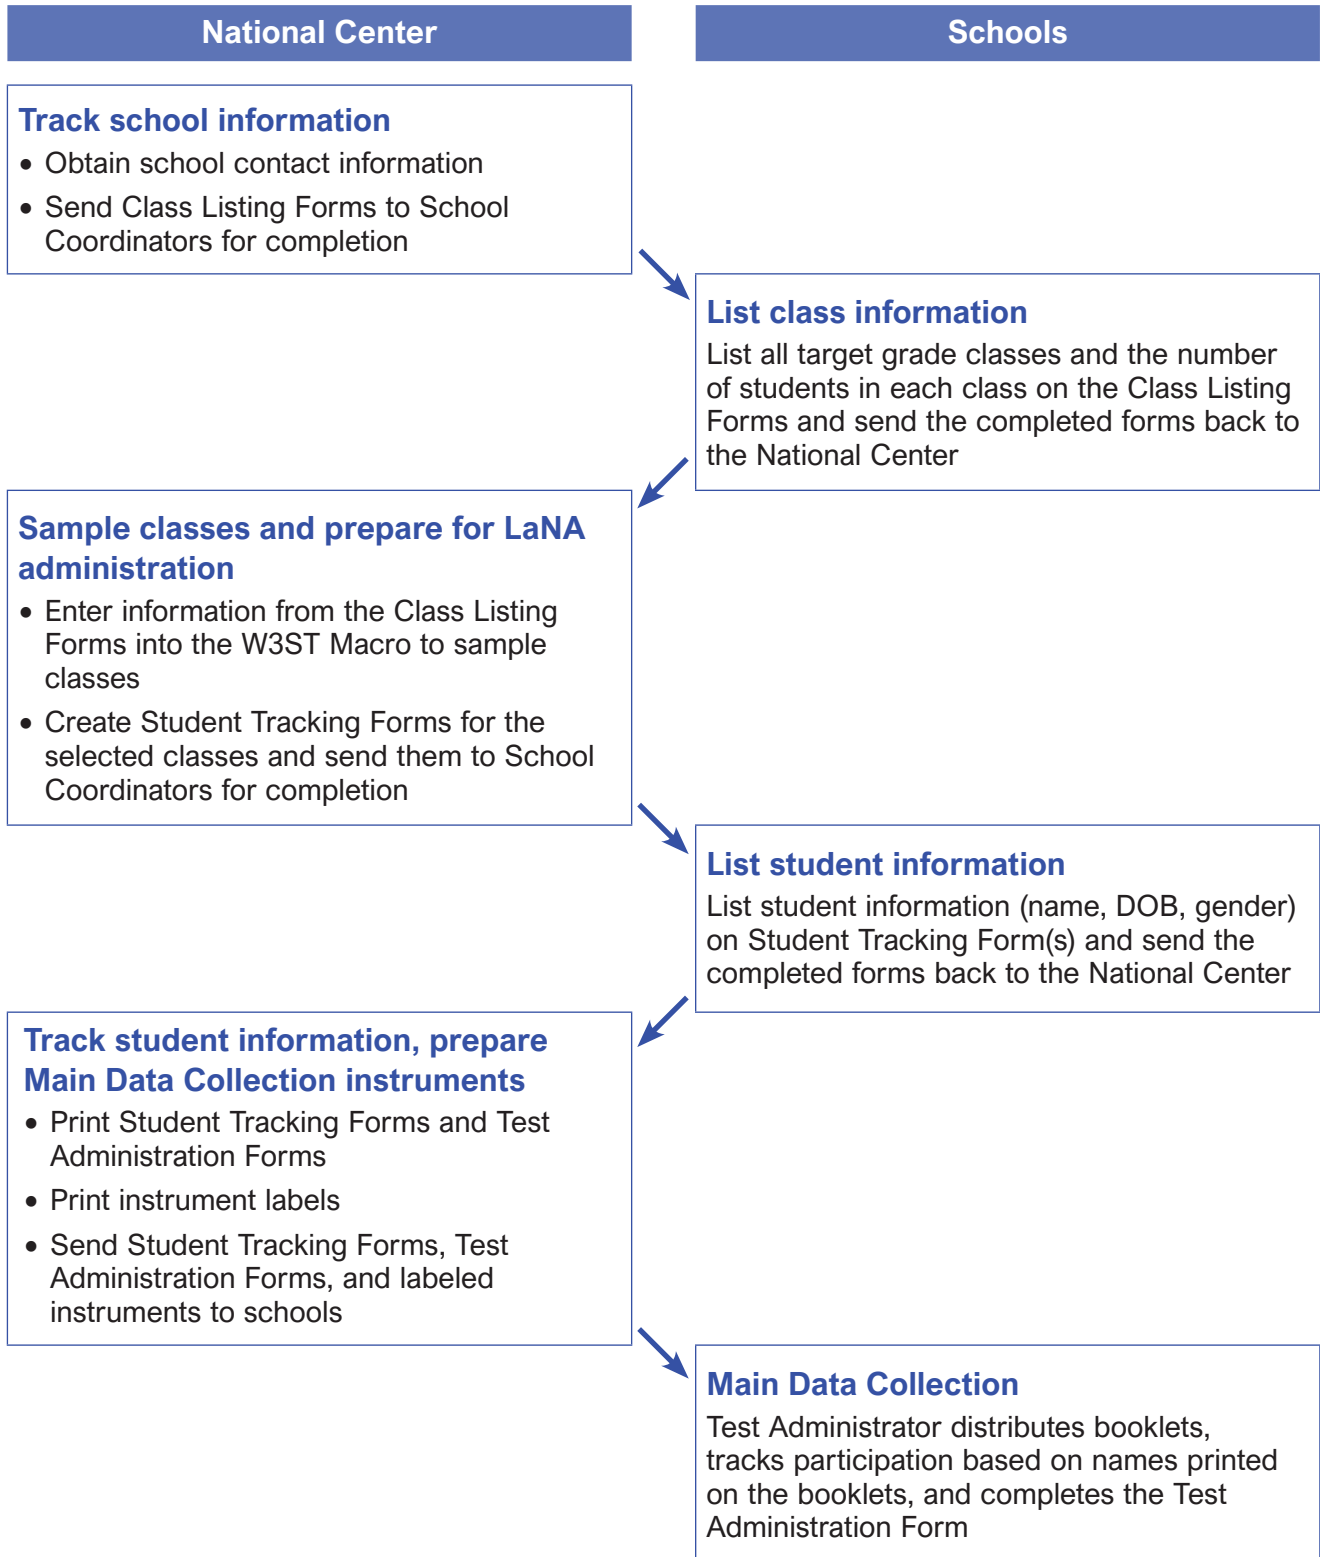 National Center
Schools
Track school information
• Obtain school contact information
• Send Class Listing Forms to School
Coordinators for completion
List class information
List all target grade classes and the number
of students in each class on the Class Listing
Forms and send the completed forms back to
the National Center
Sample classes and prepare for LaNA
administration
• Enter information from the Class Listing
Forms into the W3ST Macro to sample
classes
• Create Student Tracking Forms for the
selected classes and send them to School
Coordinators for completion
List student information
List student information (name, DOB, gender)
on Student Tracking Form(s) and send the
completed forms back to the National Center
Track student information, prepare
Main Data Collection instruments
• Print Student Tracking Forms and Test
Administration Forms
• Print instrument labels
• Send Student Tracking Forms, Test
Administration Forms, and labeled
instruments to schools
Main Data Collection
Test Administrator distributes booklets,
tracks participation based on names printed
on the booklets, and completes the Test
Administration Form